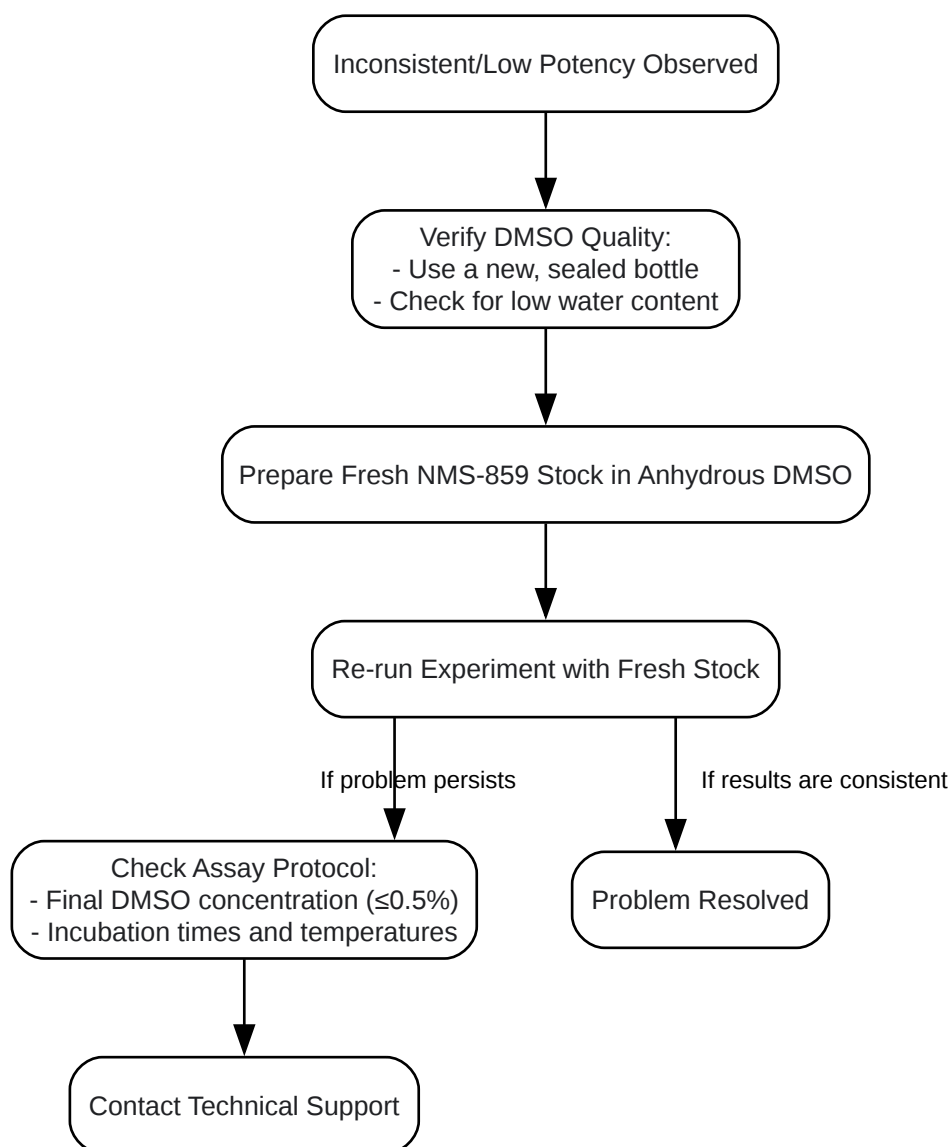 Inconsistent/Low Potency Observed
Verify DMSO Quality:
- Use a new, sealed bottle
- Check for low water content
Prepare Fresh NMS-859 Stock in Anhydrous DMSO
Re-run Experiment with Fresh Stock
If problem persists
If results are consistent
Check Assay Protocol:
- Final DMSO concentration (≤0.5%)
- Incubation times and temperatures
Problem Resolved
Contact Technical Support